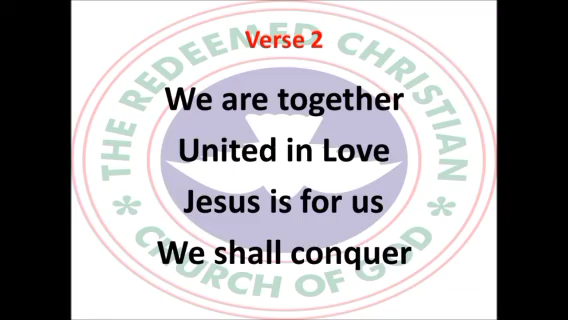 Verse 2
We are together
United in Love
Jesus is for us
We shall conquer
THE REDEEMED CHRISTIAN
* CHURCH OF GOD *